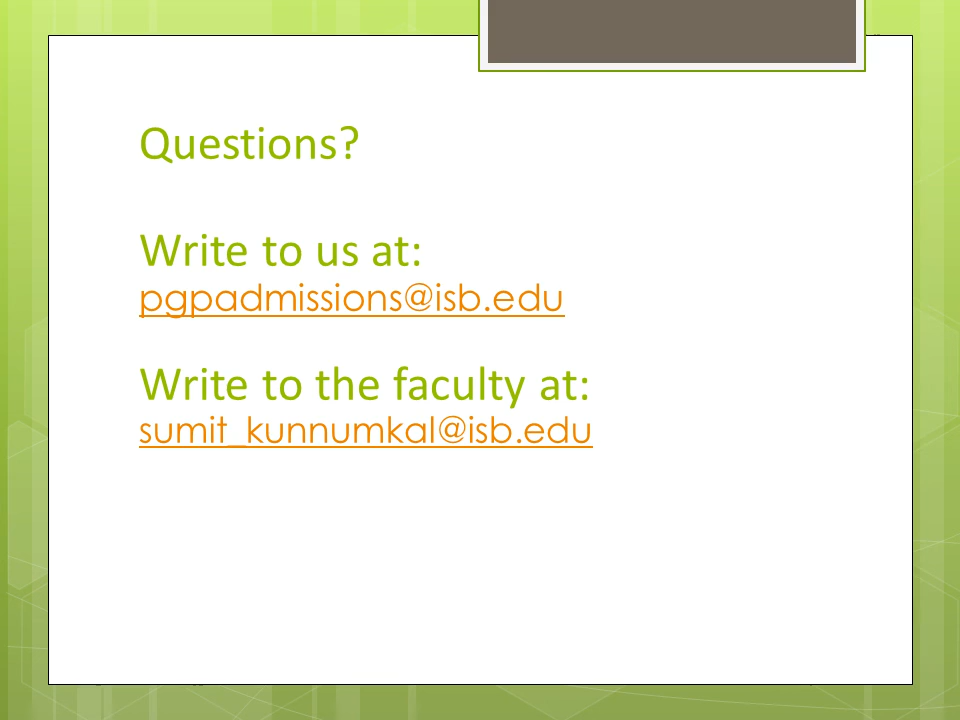 Questions?
Write to us at:
pgpadmissions@isb.edu
Write to the faculty at:
sumit_kunnumkal@isb.edu